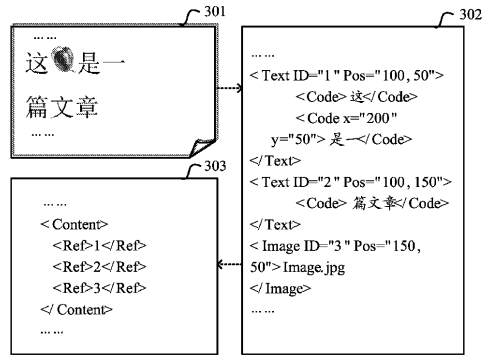 301
……
这是一
篇文章
……
302
……
<Text ID="1" Pos="100, 50">
<Code>这</Code>
<Code x="200"
y="50">是一</Code>
</Text>
<Text ID="2" Pos="100, 150">
<Code>篇文章</Code>
</Text>
<Image ID="3" Pos="150,
50">Image.jpg
</Image>
……
303
……
<Content>
<Ref>1</Ref>
<Ref>2</Ref>
<Ref>3</Ref>
</Content>
……